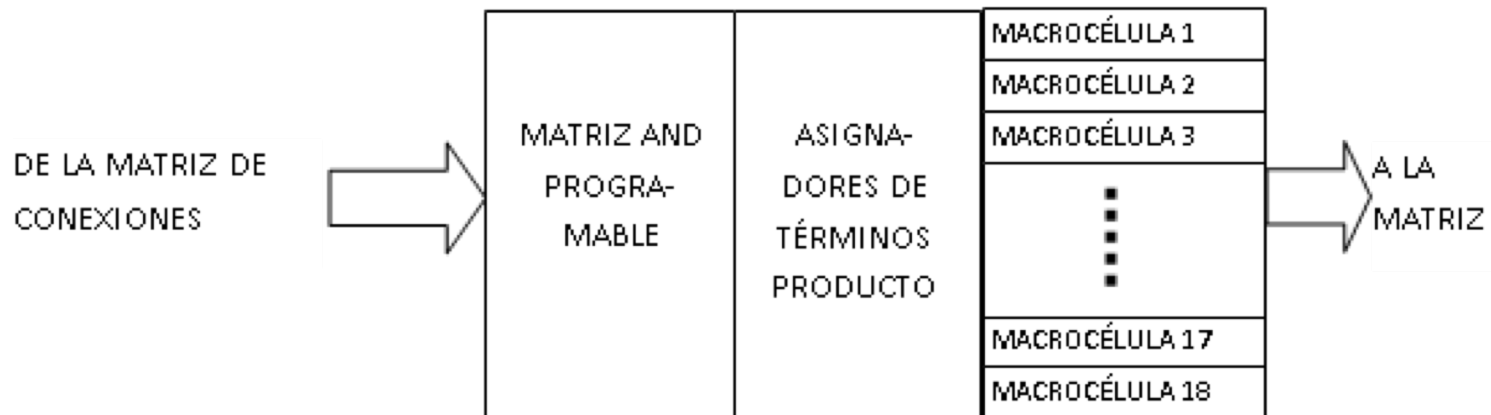 DE LA MATRIZ DE
CONEXIONES
MATRIZ AND
PROGRA-
MABLE
ASIGNA-
DORES DE
TÉRMINOS
PRODUCTO
MACROCÉLULA 1
MACROCÉLULA 2
MACROCÉLULA 3
MACROCÉLULA 17
MACROCÉLULA 18
A LA
MATRIZ